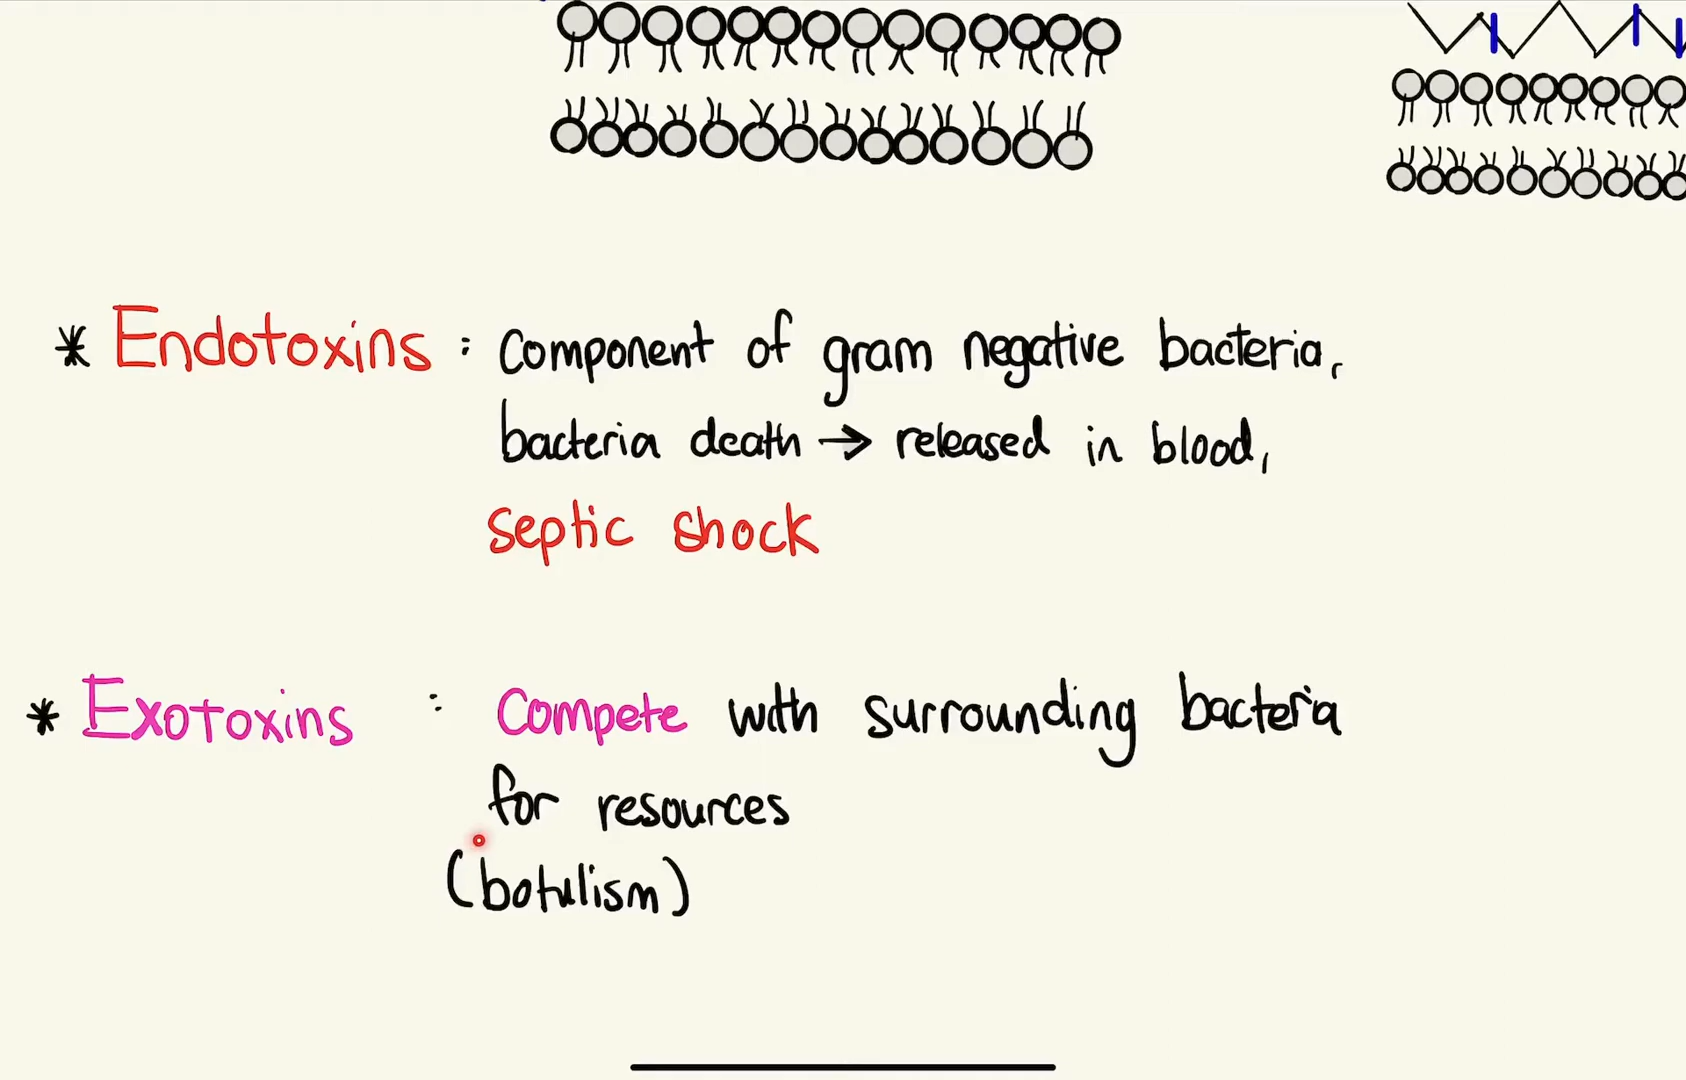 * Endotoxins : component of gram negative bacteria,
bacteria death → released in blood,
septic shock
* Exotoxins : Compete with surrounding bacteria
for resources
(botulism)